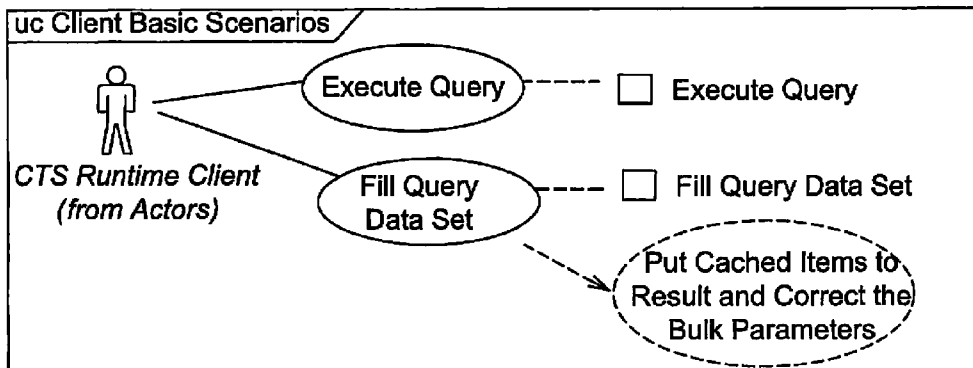 uc Client Basic Scenarios
Execute Query
Execute Query
CTS Runtime Client
(from Actors)
Fill Query
Data Set
Fill Query Data Set
Put Cached Items to
Result and Correct the
Bulk Parameters